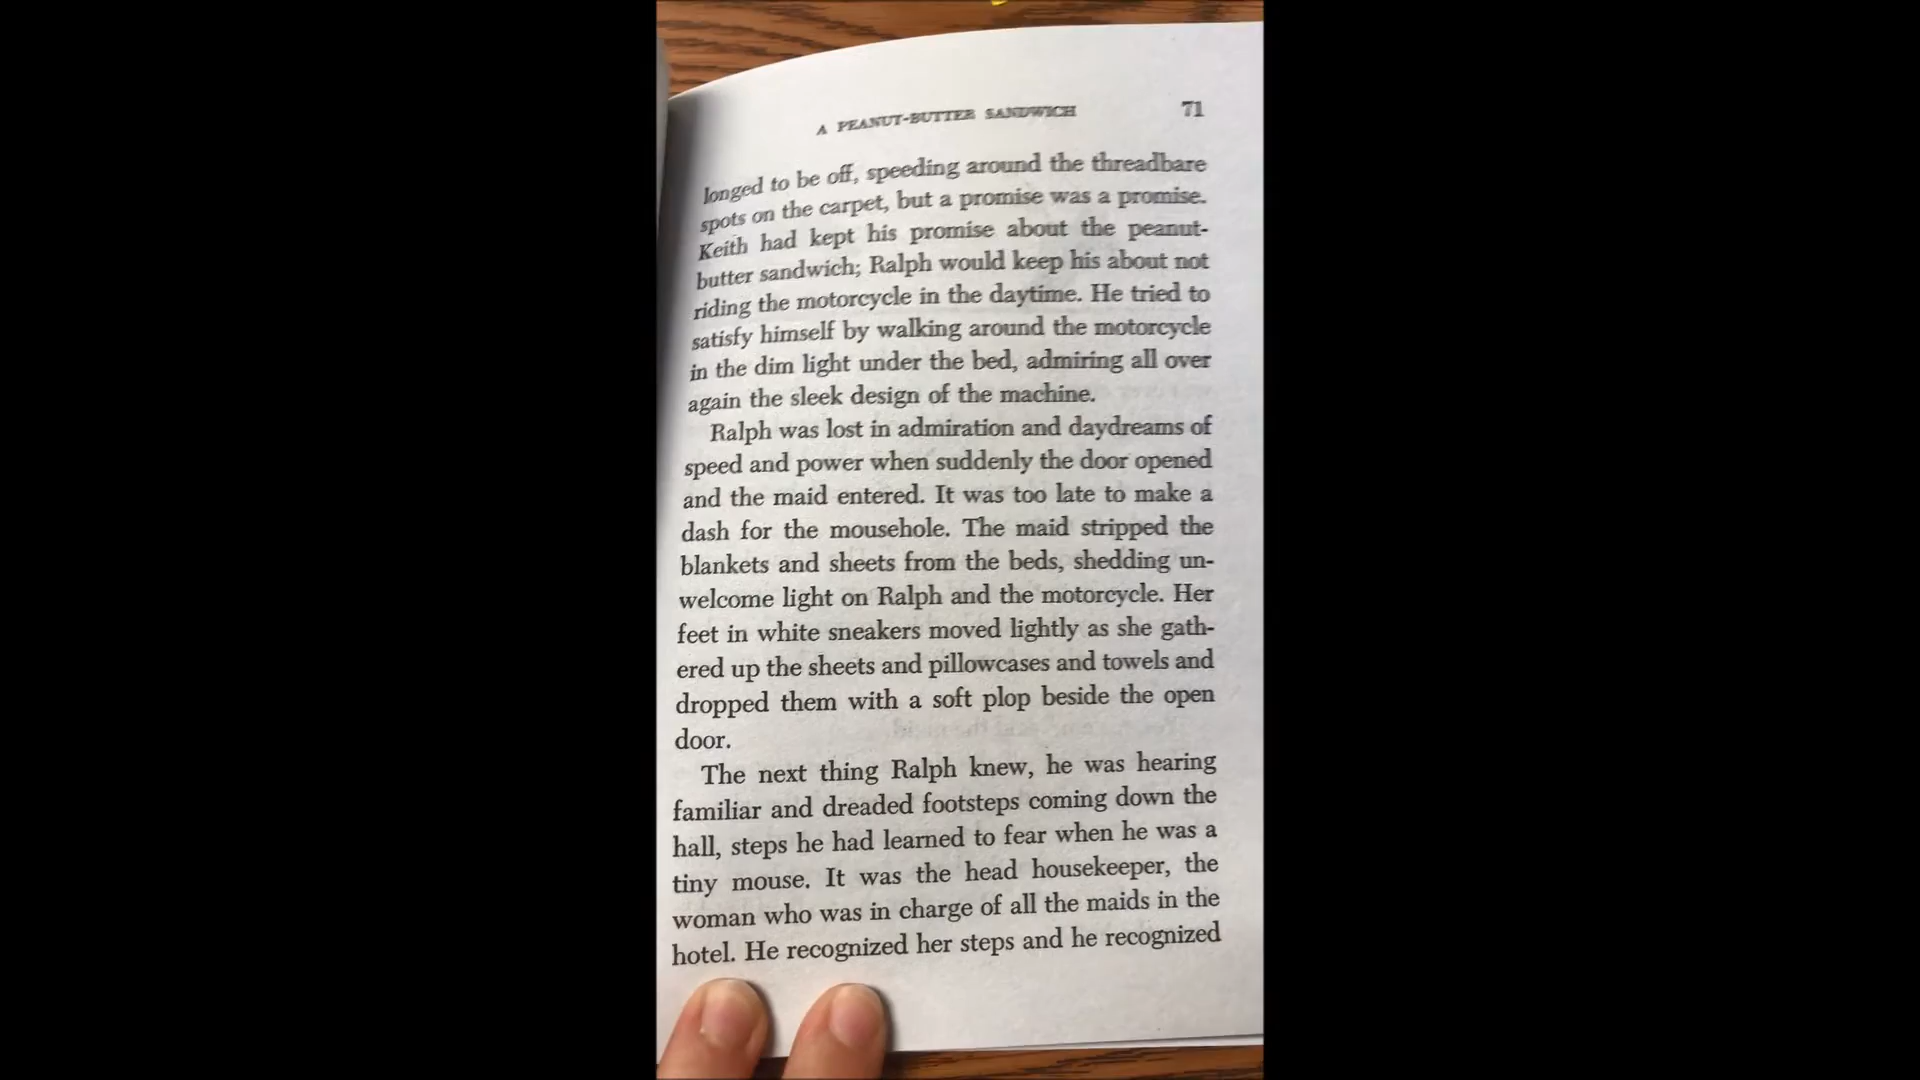 A PEANUT-BUTTER SANDWICH 71
longed to be off, speeding around the threadbare
spots on the carpet, but a promise was a promise.
Keith had kept his promise about the peanut-
butter sandwich; Ralph would keep his about not
riding the motorcycle in the daytime. He tried to
satisfy himself by walking around the motorcycle
in the dim light under the bed, admiring all over
again the sleek design of the machine.
Ralph was lost in admiration and daydreams of
speed and power when suddenly the door opened
and the maid entered. It was too late to make a
dash for the mousehole. The maid stripped the
blankets and sheets from the beds, shedding un-
welcome light on Ralph and the motorcycle. Her
feet in white sneakers moved lightly as she gath-
ered up the sheets and pillowcases and towels and
dropped them with a soft plop beside the open
door.
The next thing Ralph knew, he was hearing
familiar and dreaded footsteps coming down the
hall, steps he had learned to fear when he was a
tiny mouse. It was the head housekeeper, the
woman who was in charge of all the maids in the
hotel. He recognized her steps and he recognized